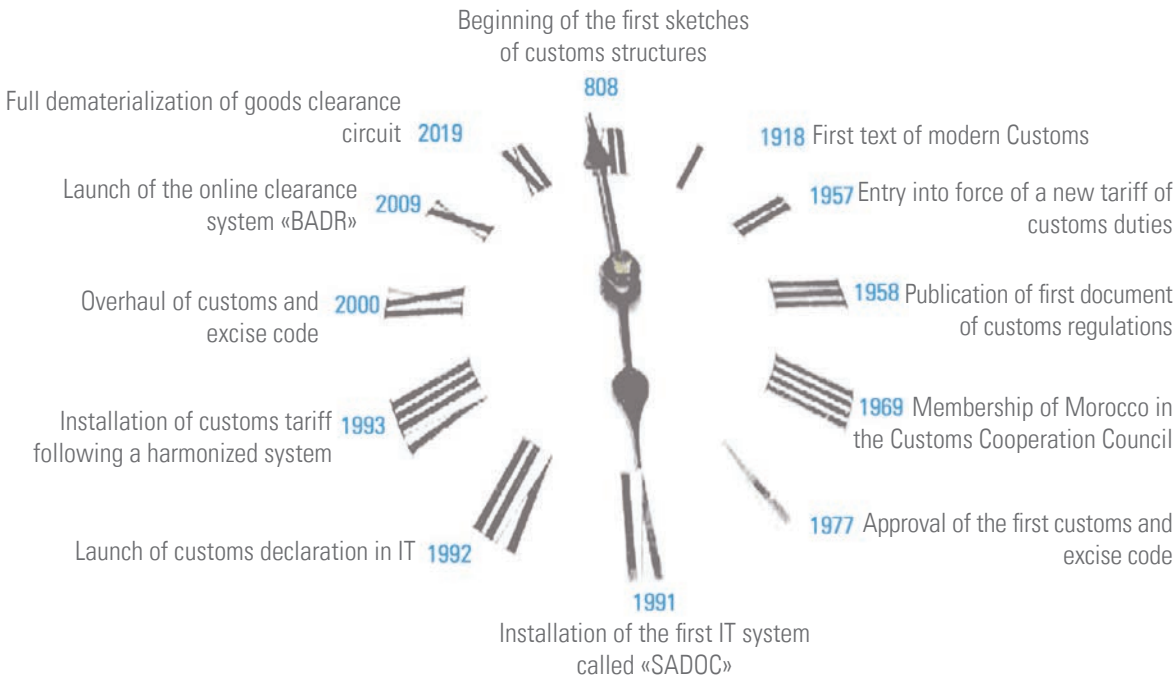 Beginning of the first sketches
of customs structures
808
1918 First text of modern Customs
1957 Entry into force of a new tariff of
customs duties
1958 Publication of first document
of customs regulations
1969 Membership of Morocco in
the Customs Cooperation Council
1977 Approval of the first customs and
excise code
1991
Installation of the first IT system
called «SADOC»
Launch of customs declaration in IT 1992
Installation of customs tariff 1993
following a harmonized system
Overhaul of customs and 2000
excise code
Launch of the online clearance 2009
system «BADR»
Full dematerialization of goods clearance
circuit 2019